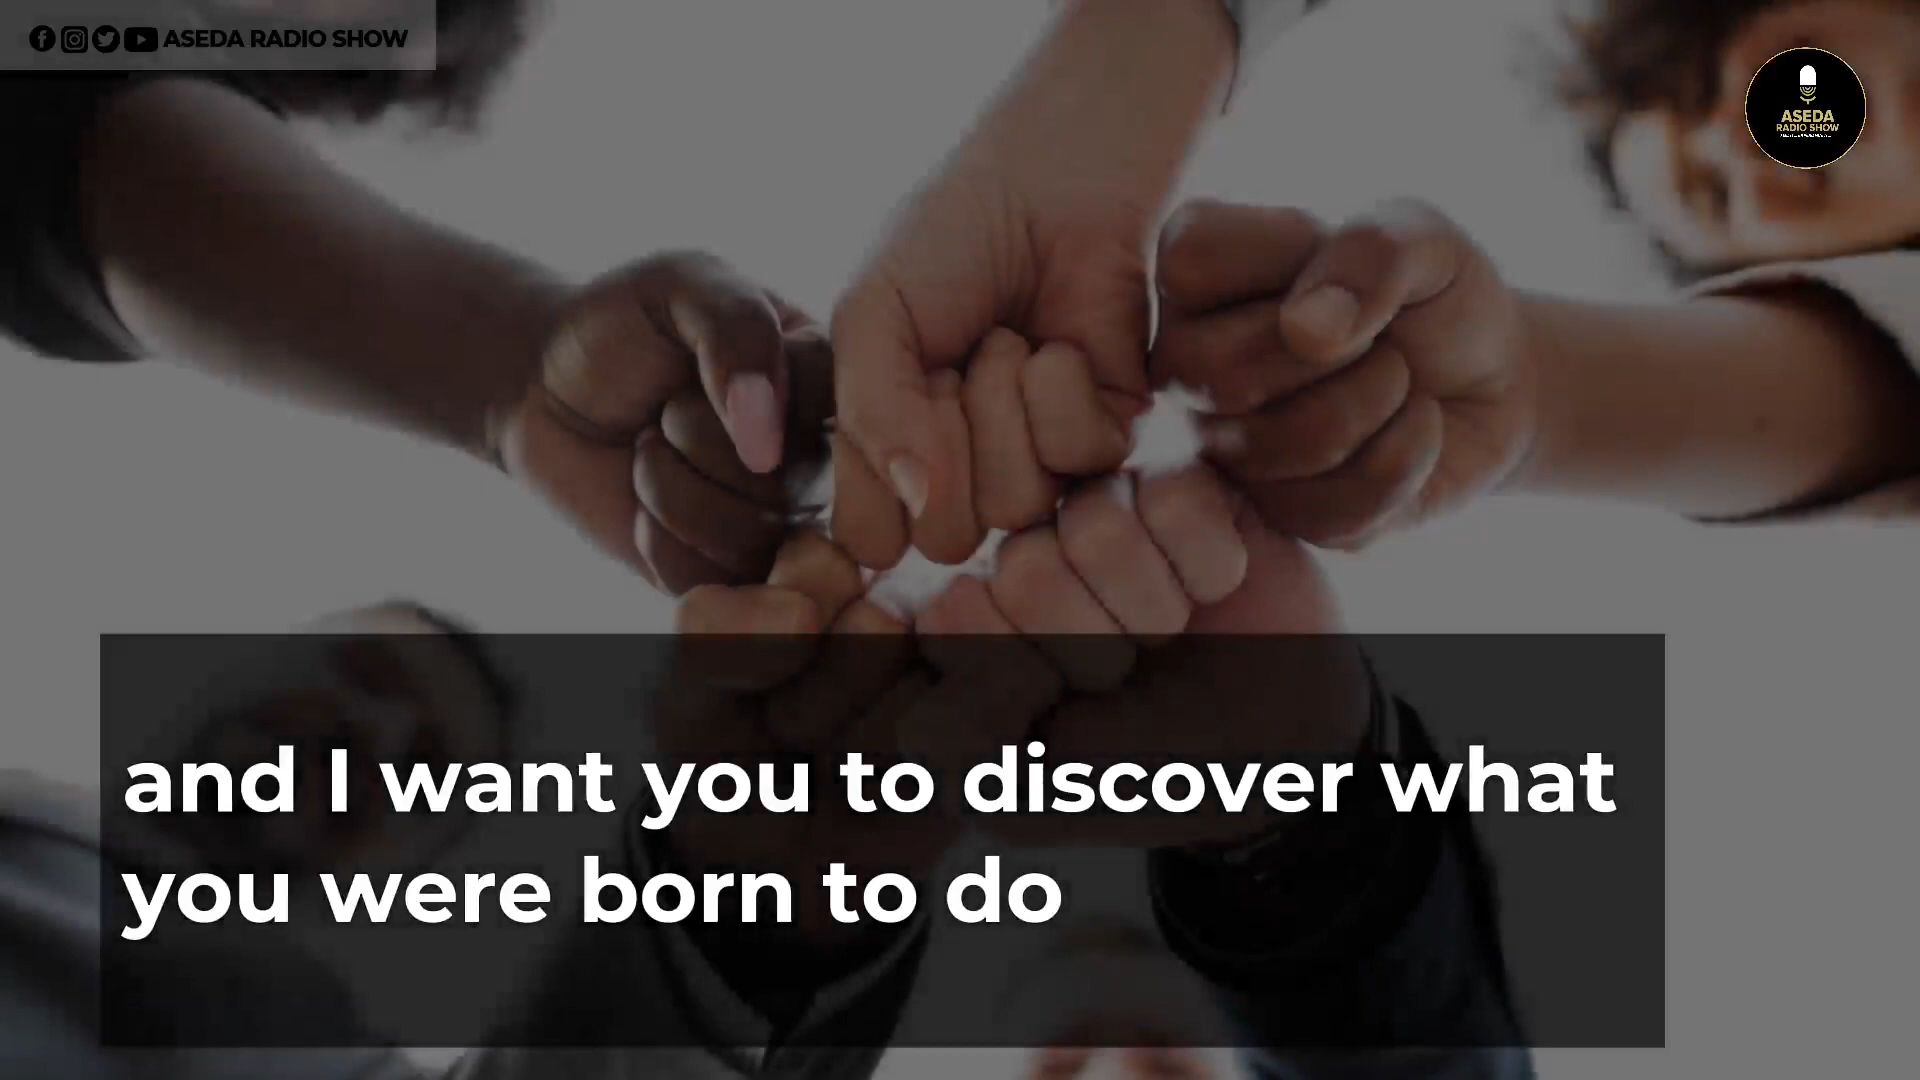 ASEDA RADIO SHOW
ASEDA
RADIO SHOW
and I want you to discover what
you were born to do